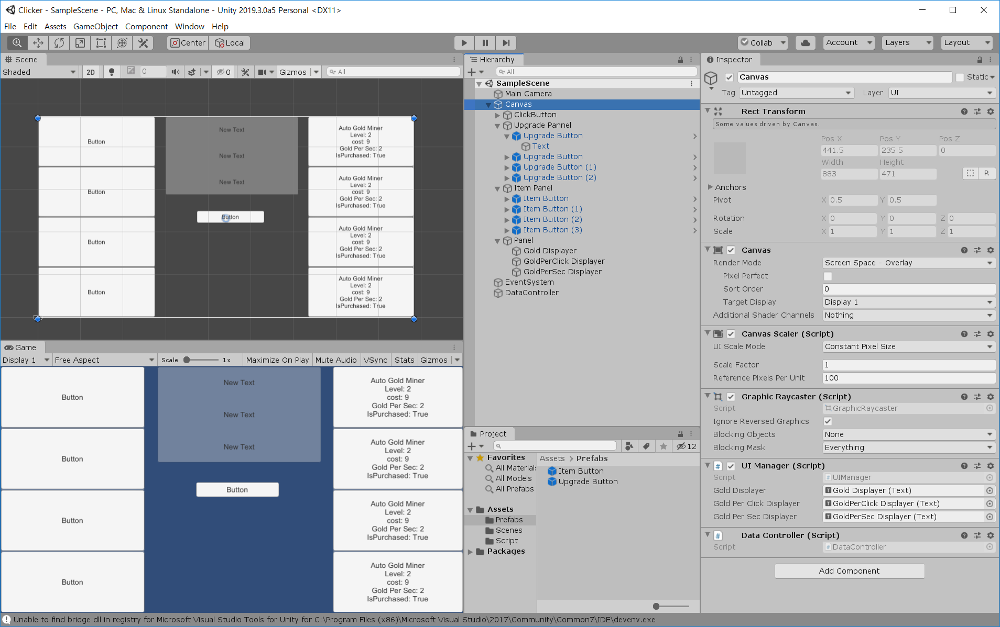 Clicker - SampleScene - PC, Mac & Linux Standalone - Unity 2019.3.0a5 Personal <DX11>
File Edit Assets GameObject Component Window Help
Center Local
Collab Account Layers Layout
Scene
Shaded 2D 0 0 Gizmos All
New Text
New Text
New Text
Button
Button
Button
Button
Button
Auto Gold Miner
Level: 2
cost: 9
Gold Per Sec: 2
IsPurchased: True
Auto Gold Miner
Level: 2
cost: 9
Gold Per Sec: 2
IsPurchased: True
Auto Gold Miner
Level: 2
cost: 9
Gold Per Sec: 2
IsPurchased: True
Auto Gold Miner
Level: 2
cost: 9
Gold Per Sec: 2
IsPurchased: True
Game
Display 1 Free Aspect Scale 1x Maximize On Play Mute Audio VSync Stats Gizmos
Button
Button
Button
Button
New Text
New Text
New Text
Button
Auto Gold Miner
Level: 2
cost: 9
Gold Per Sec: 2
IsPurchased: True
Auto Gold Miner
Level: 2
cost: 9
Gold Per Sec: 2
IsPurchased: True
Auto Gold Miner
Level: 2
cost: 9
Gold Per Sec: 2
IsPurchased: True
Auto Gold Miner
Level: 2
cost: 9
Gold Per Sec: 2
IsPurchased: True
Hierarchy
All
SampleScene
Main Camera
Canvas
ClickButton
Upgrade Pannel
Upgrade Button
Text
Upgrade Button
Upgrade Button (1)
Upgrade Button (2)
Item Panel
Item Button
Item Button (1)
Item Button (2)
Item Button (3)
Panel
Gold Displayer
GoldPerClick Displayer
GoldPerSec Displayer
EventSystem
DataController
Project
12
Favorites
All Material
All Models
All Prefabs
Assets
Prefabs
Scenes
Script
Packages
Assets > Prefabs
Item Button
Upgrade Button
Inspector
Canvas Static
Tag Untagged Layer UI
Rect Transform
Some values driven by Canvas.
Pos X Pos Y Pos Z
441.5 235.5 0
Width Height
883 471 R
Anchors
Pivot X 0.5 Y 0.5
Rotation X 0 Y 0 Z 0
Scale X 1 Y 1 Z 1
Canvas
Render Mode Screen Space - Overlay
Pixel Perfect
Sort Order 0
Target Display Display 1
Additional Shader Channels Nothing
Canvas Scaler (Script)
UI Scale Mode Constant Pixel Size
Scale Factor 1
Reference Pixels Per Unit 100
Graphic Raycaster (Script)
Script GraphicRaycaster
Ignore Reversed Graphics
Blocking Objects None
Blocking Mask Everything
UI Manager (Script)
Script UIManager
Gold Displayer Gold Displayer (Text)
Gold Per Click Displayer GoldPerClick Displayer (Text)
Gold Per Sec Displayer GoldPerSec Displayer (Text)
Data Controller (Script)
Script DataController
Add Component
Unable to find bridge dll in registry for Microsoft Visual Studio Tools for Unity for C:\Program Files (x86)\Microsoft Visual Studio\2017\Community\Common7\IDE\devenv.exe